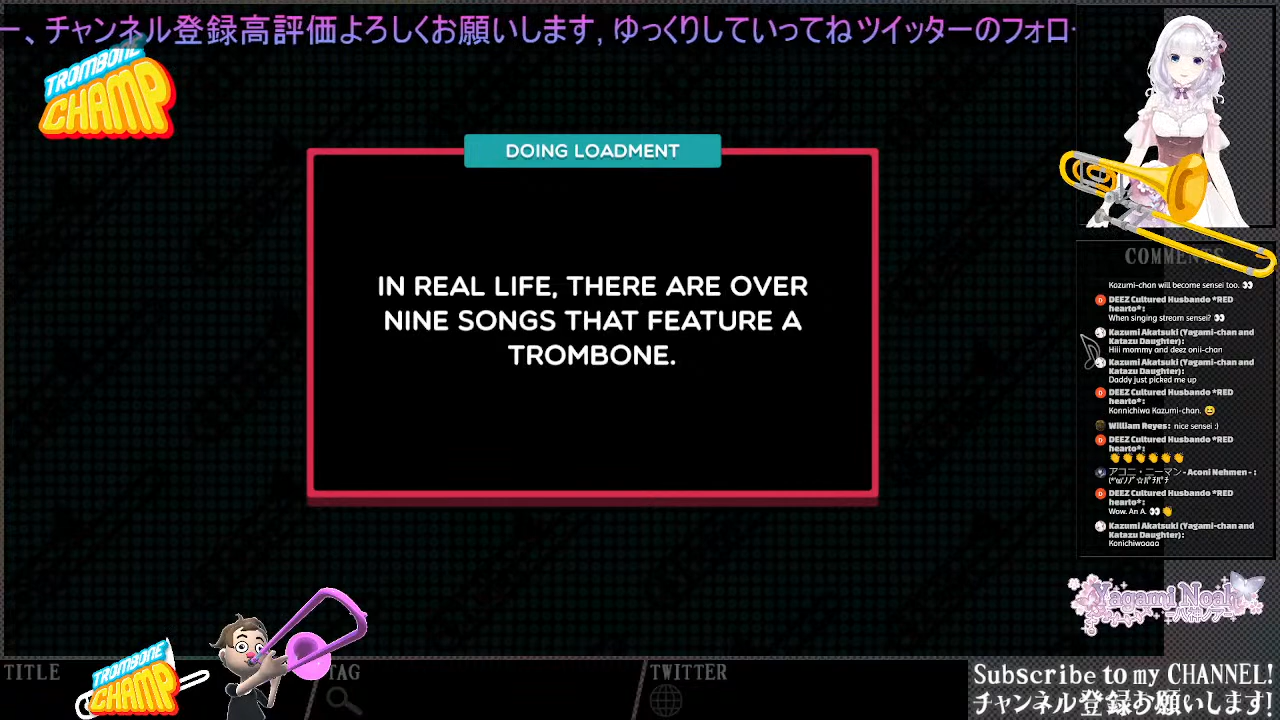 ー、チャンネル登録高評価よろしくお願いします, ゆっくりしていってねツイッターのフォロー
TROMBONE
CHAMP
DOING LOADMENT
IN REAL LIFE, THERE ARE OVER
NINE SONGS THAT FEATURE A
TROMBONE.
COMMENTS
Kazumi-chan will become sensei too. 👀
DEEZ Cultured Husbando *RED
hearto*:
When singing stream sensei? 👀
Kazumi Akatsuki (Yagami-chan and
Katazu Daughter):
Hiii mommy and deez onii-chan
Kazumi Akatsuki (Yagami-chan and
Katazu Daughter):
Daddy just picked me up
DEEZ Cultured Husbando *RED
hearto*:
Konnichiwa Kazumi-chan. 😄
William Reyes: nice sensei :)
DEEZ Cultured Husbando *RED
hearto*:
👏👏👏👏👏👏
アコニ・ニーマン - Aconi Nehmen - :
DEEZ Cultured Husbando *RED
hearto*:
Wow. An A. 👀 👏
Kazumi Akatsuki (Yagami-chan and
Katazu Daughter):
Konichiwaaaa
Yagami Noah
八神ノアー
TITLE
TROMBONE
CHAMP
TAG
TWITTER
Subscribe to my CHANNEL!
チャンネル登録お願いします!